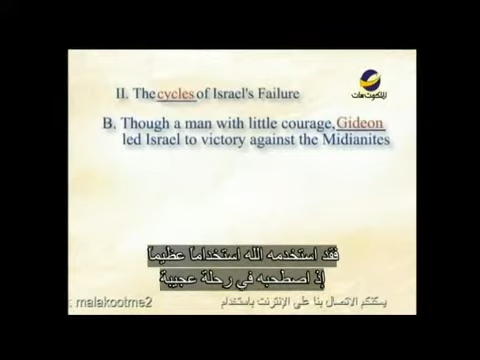 II. The cycles of Israel's Failure
ارملكوت سات
B. Though a man with little courage, Gideon
led Israel to victory against the Midianites
فقد استخدمه الله استخداماً عظيماً
إذ اصطحبه في رحلة عجيبة
: malakootme2
يمكنكم الاتصال بنا على الإنترنت باستخدام